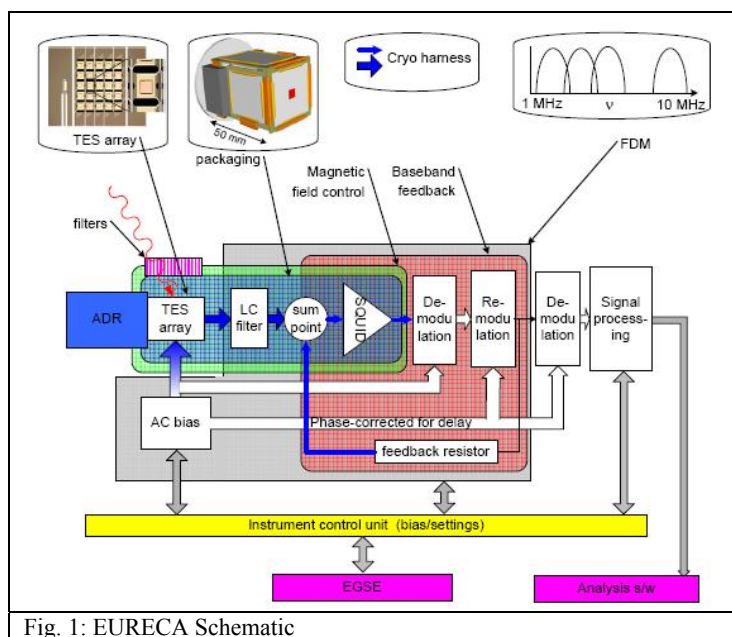 1 MHz
ν
10 MHz
Cryo harness
50 mm
TES array
packaging
FDM
Magnetic
field control
Baseband
feedback
filters
ADR
TES
array
LC
filter
sum
point
SQUID
De-
modu
lation
Re-
modu
lation
De-
modu
lation
Signal
process-
ing
AC bias
Phase-corrected for delay
feedback resistor
Instrument control unit (bias/settings)
EGSE
Analysis s/w
Fig. 1: EURECA Schematic